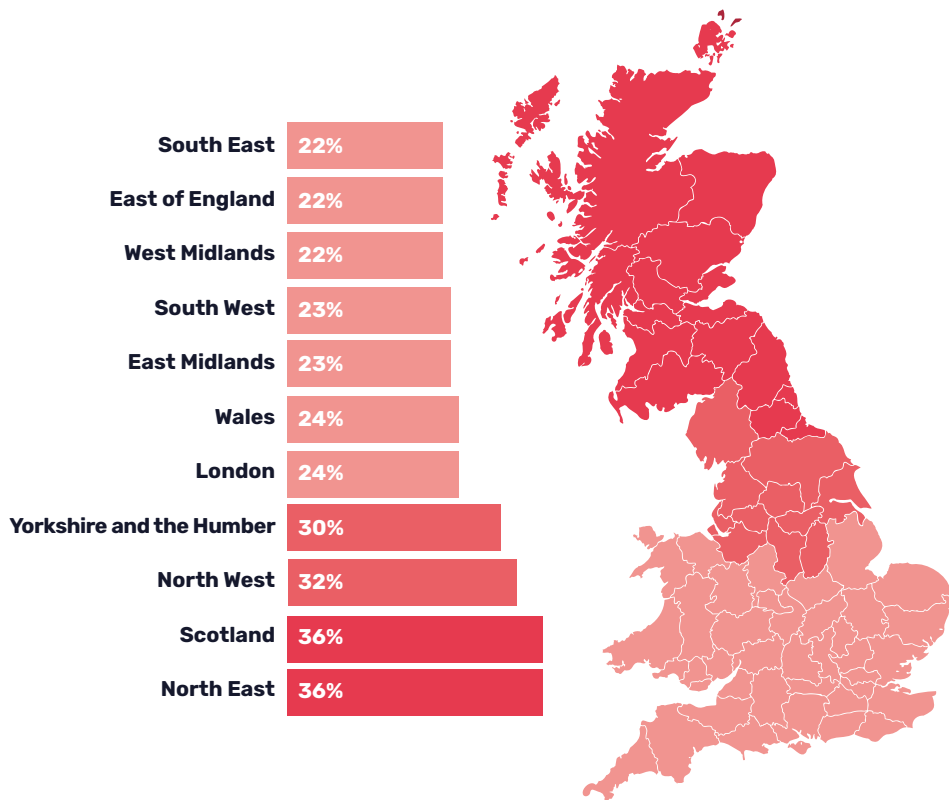 South East 22%
East of England 22%
West Midlands 22%
South West 23%
East Midlands 23%
Wales 24%
London 24%
Yorkshire and the Humber 30%
North West 32%
Scotland 36%
North East 36%